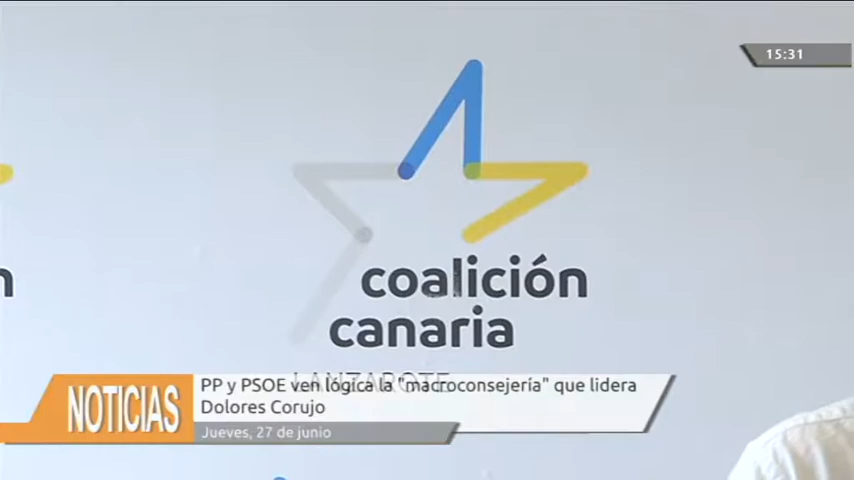 15:31
coalición
canaria
LANZAROTE
n
NOTICIAS
PP y PSOE ven lógica la "macroconsejería" que lidera
Dolores Corujo
Jueves, 27 de junio